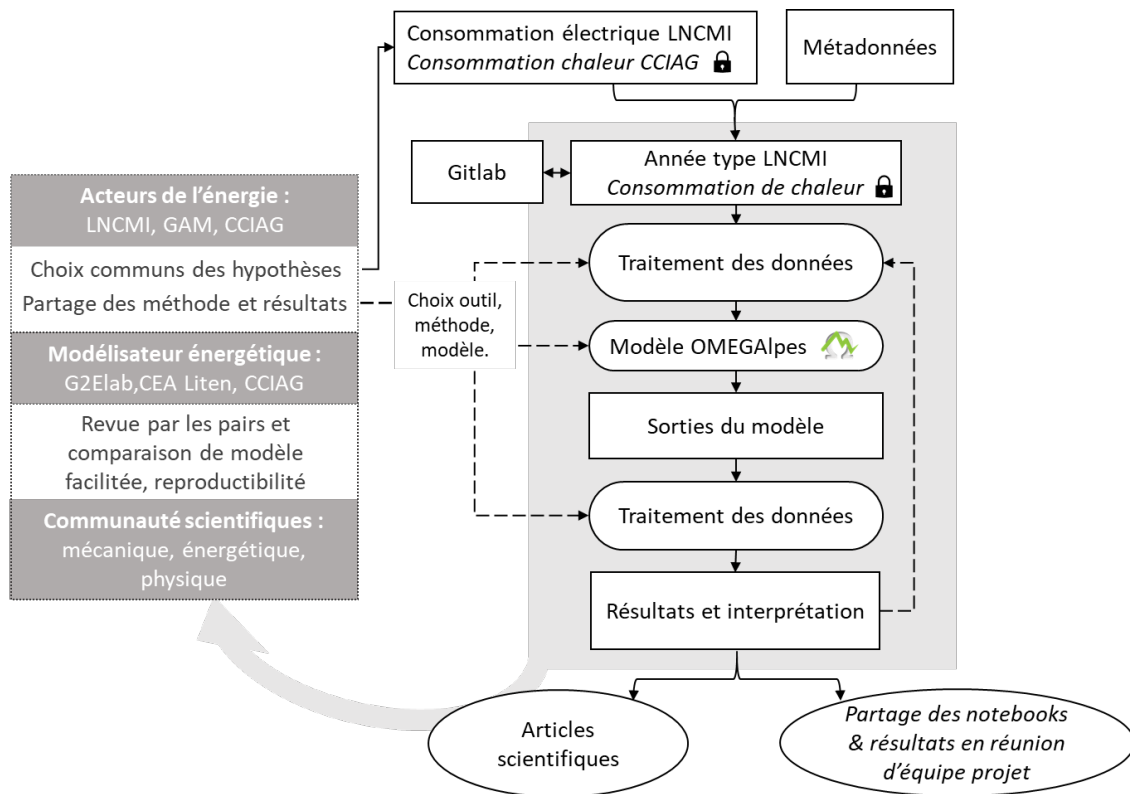 Consommation électrique LNCMI
Consommation chaleur CCIAG
Métadonnées
Gitlab
Année type LNCMI
Consommation de chaleur
Acteurs de l'énergie :
LNCMI, GAM, CCIAG
Choix communs des hypothèses
Partage des méthode et résultats
Modélisateur énergétique :
G2Elab,CEA Liten, CCIAG
Revue par les pairs et
comparaison de modèle
facilitée, reproductibilité
Communauté scientifiques :
mécanique, énergétique,
physique
Choix outil,
méthode,
modèle.
Traitement des données
Modèle OMEGAlpes
Sorties du modèle
Traitement des données
Résultats et interprétation
Articles
scientifiques
Partage des notebooks
& résultats en réunion
d'équipe projet